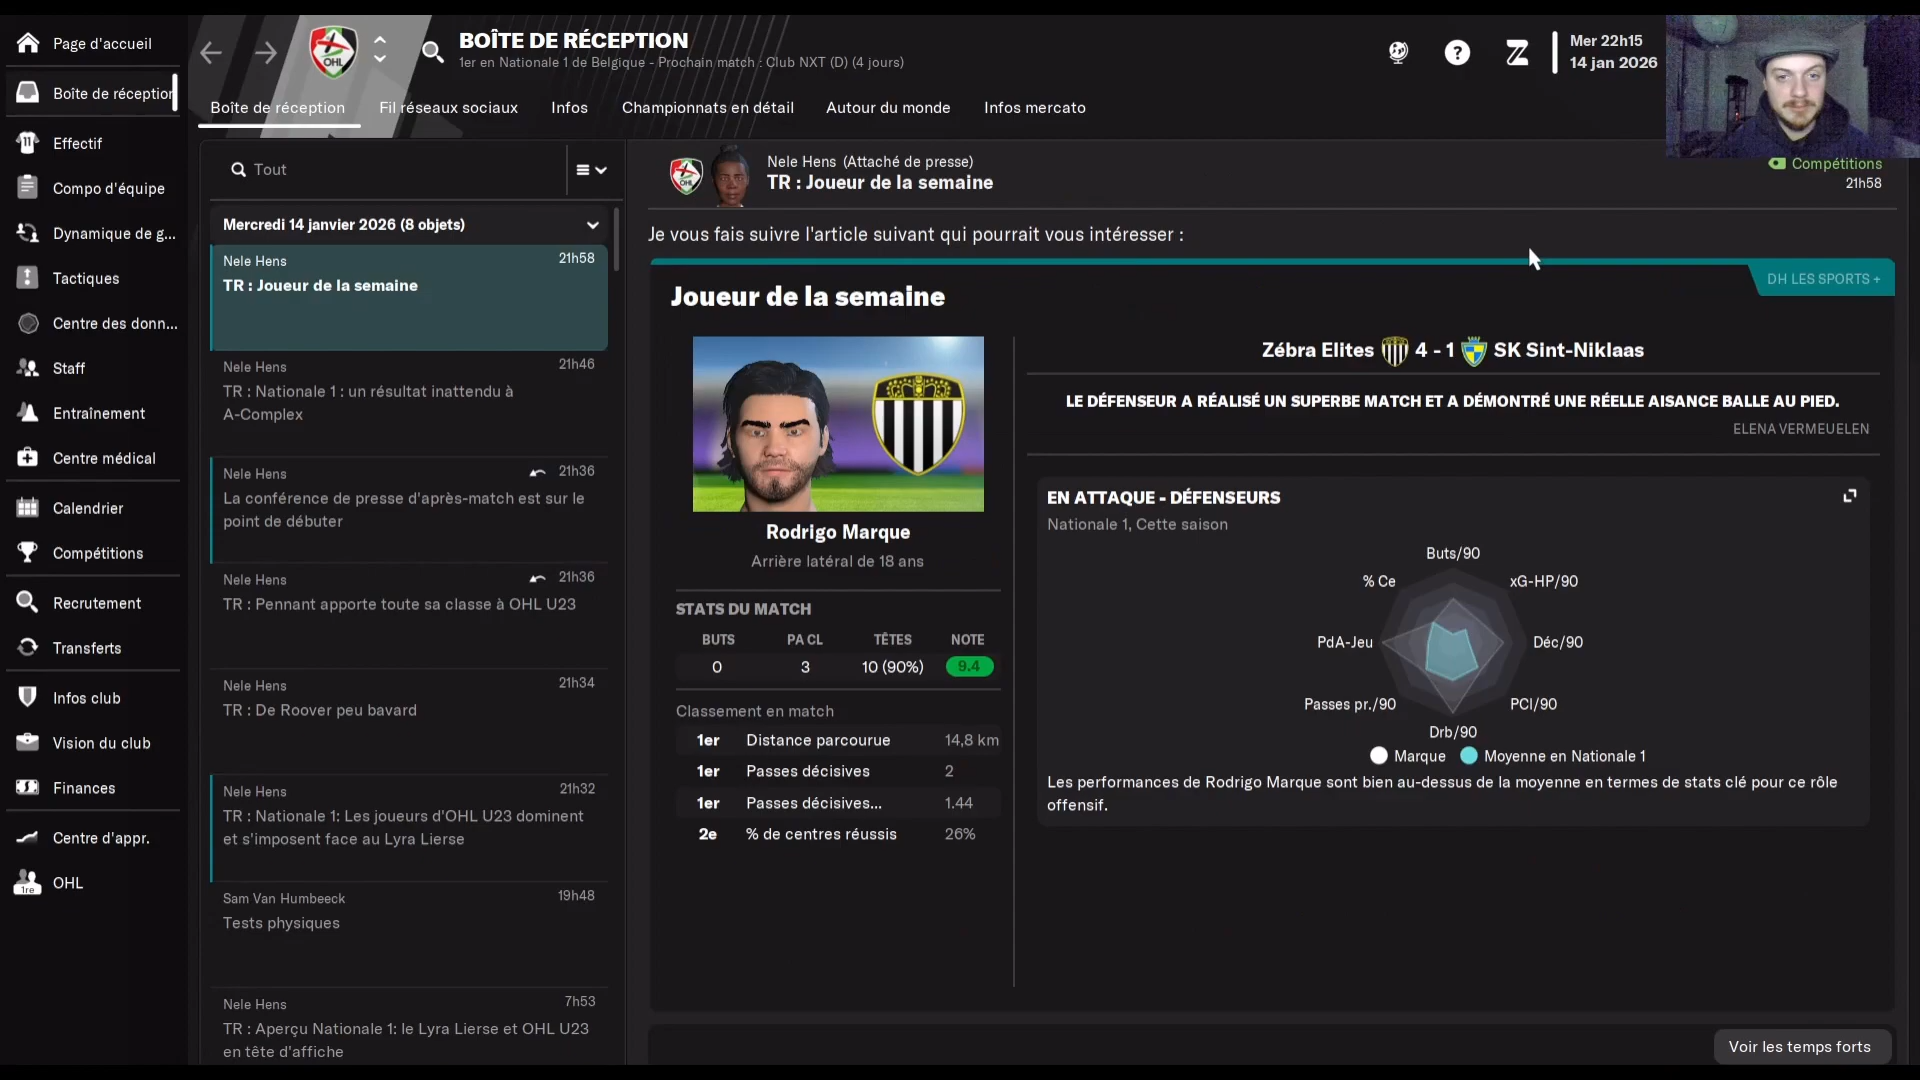 Page d'accueil
Boîte de réception
Effectif
Compo d'équipe
Dynamique de g...
Tactiques
Centre des donn...
Staff
Entraînement
Centre médical
Calendrier
Compétitions
Recrutement
Transferts
Infos club
Vision du club
Finances
Centre d'appr.
1re
OHL
OHL
BOÎTE DE RÉCEPTION
1er en Nationale 1 de Belgique - Prochain match : Club NXT (D) (4 jours)
Mer 22h15
14 jan 2026
Boîte de réception Fil réseaux sociaux Infos Championnats en détail Autour du monde Infos mercato
Tout
Mercredi 14 janvier 2026 (8 objets)
Nele Hens 21h58
TR : Joueur de la semaine
Nele Hens 21h46
TR : Nationale 1 : un résultat inattendu à
A-Complex
Nele Hens 21h36
La conférence de presse d'après-match est sur le
point de débuter
Nele Hens 21h36
TR : Pennant apporte toute sa classe à OHL U23
Nele Hens 21h34
TR : De Roover peu bavard
Nele Hens 21h32
TR : Nationale 1: Les joueurs d'OHL U23 dominent
et s'imposent face au Lyra Lierse
Sam Van Humbeeck 19h48
Tests physiques
Nele Hens 7h53
TR : Aperçu Nationale 1: le Lyra Lierse et OHL U23
en tête d'affiche
OHL
Nele Hens (Attaché de presse)
TR : Joueur de la semaine
Compétitions
21h58
Je vous fais suivre l'article suivant qui pourrait vous intéresser :
DH LES SPORTS +
Joueur de la semaine
Rodrigo Marque
Arrière latéral de 18 ans
STATS DU MATCH
BUTS PA CL TÊTES NOTE
0 3 10 (90%) 9.4
Classement en match
1er Distance parcourue 14,8 km
1er Passes décisives 2
1er Passes décisives... 1.44
2e % de centres réussis 26%
Zébra Elites 4 - 1 SK Sint-Niklaas
LE DÉFENSEUR A RÉALISÉ UN SUPERBE MATCH ET A DÉMONTRÉ UNE RÉELLE AISANCE BALLE AU PIED.
ELENA VERMEUELEN
EN ATTAQUE - DÉFENSEURS
Nationale 1, Cette saison
Buts/90
% Ce xG-HP/90
PdA-Jeu Déc/90
Passes pr./90 PCl/90
Drb/90
Marque Moyenne en Nationale 1
Les performances de Rodrigo Marque sont bien au-dessus de la moyenne en termes de stats clé pour ce rôle
offensif.
Voir les temps forts